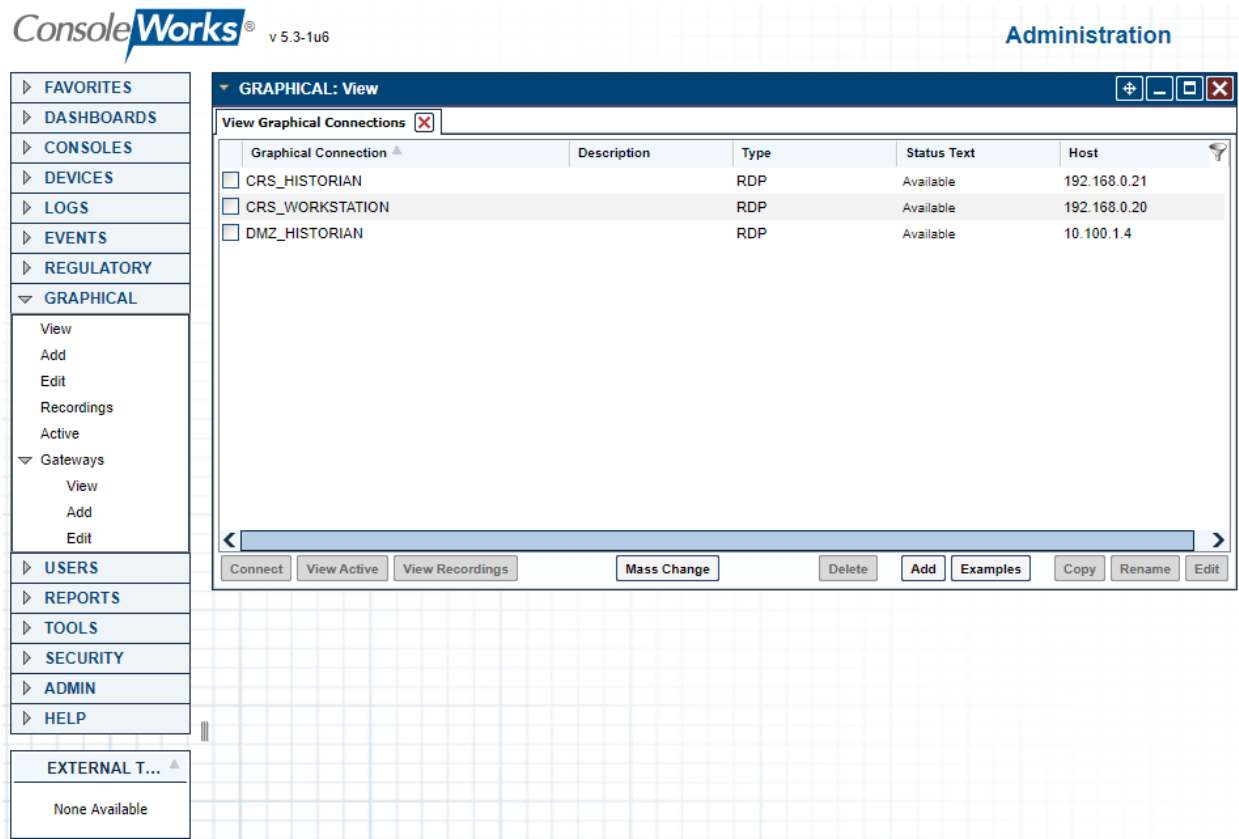 ConsoleWorks® v 5.3-1u6
Administration
FAVORITES
DASHBOARDS
CONSOLES
DEVICES
LOGS
EVENTS
REGULATORY
GRAPHICAL
View
Add
Edit
Recordings
Active
Gateways
View
Add
Edit
USERS
REPORTS
TOOLS
SECURITY
ADMIN
HELP
EXTERNAL T...
None Available
GRAPHICAL: View
View Graphical Connections
Graphical Connection Description Type Status Text Host
CRS_HISTORIAN RDP Available 192.168.0.21
CRS_WORKSTATION RDP Available 192.168.0.20
DMZ_HISTORIAN RDP Available 10.100.1.4
Connect View Active View Recordings Mass Change Delete Add Examples Copy Rename Edit